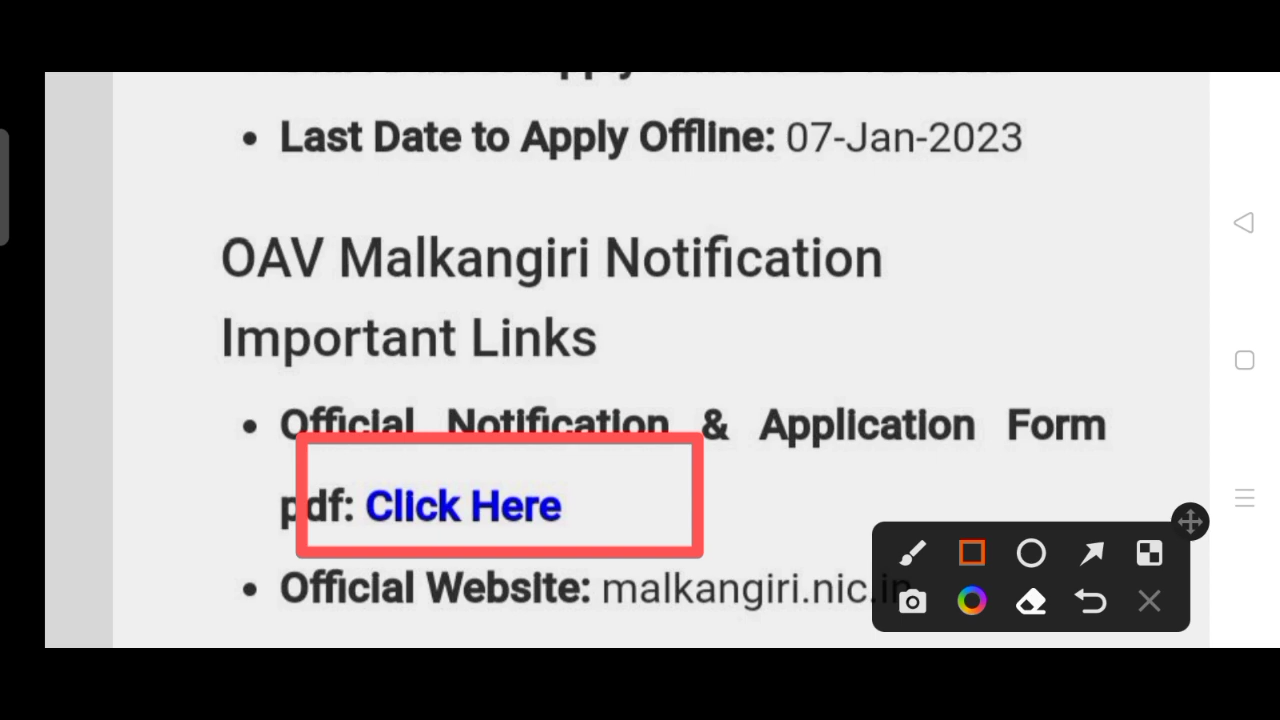 • Last Date to Apply Offline: 07-Jan-2023
OAV Malkangiri Notification
Important Links
• Official Notification & Application Form
pdf: Click Here
• Official Website: malkangiri.nic.in